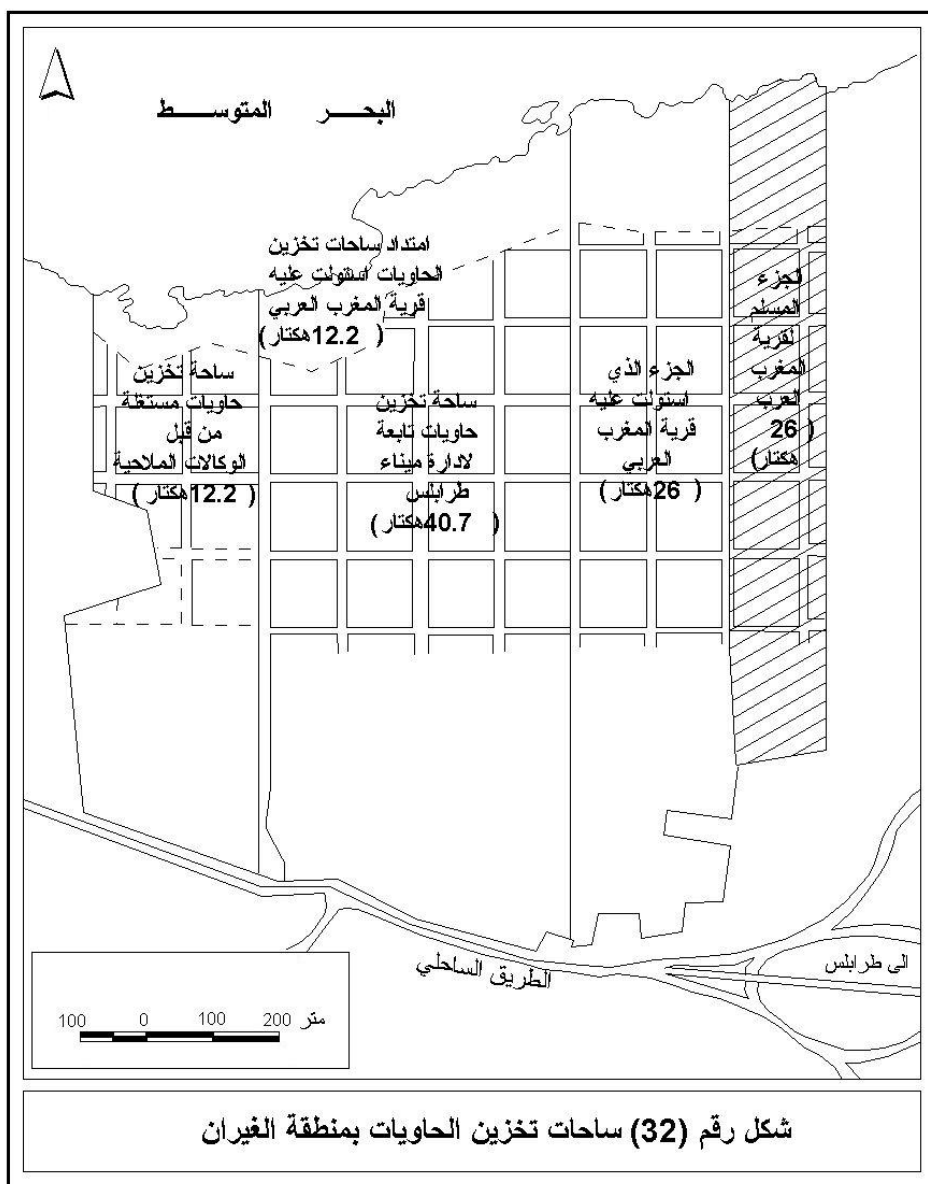 البحـــر المتوســـــط
امتداد ساحات تخزين
الحاويات استولت عليه
قرية المغرب العربي
(12.2هكتار )
الجزء
المسلم
لقرية
المغرب
العرب
( 26
هكتار)
الجزء الذي
استولت عليه
قرية المغرب
العربي
(26هكتار )
ساحة تخزين
حاويات تابعة
لادارة ميناء
طرابلس
(40.7هكتار )
ساحة تخزين
حاويات مستغلة
من قبل
الوكالات الملاحية
(12.2هكتار )
الطريق الساحلي
الى طرابلس
100 0 100 200 متر
شكل رقم (32) ساحات تخزين الحاويات بمنطقة الغيران